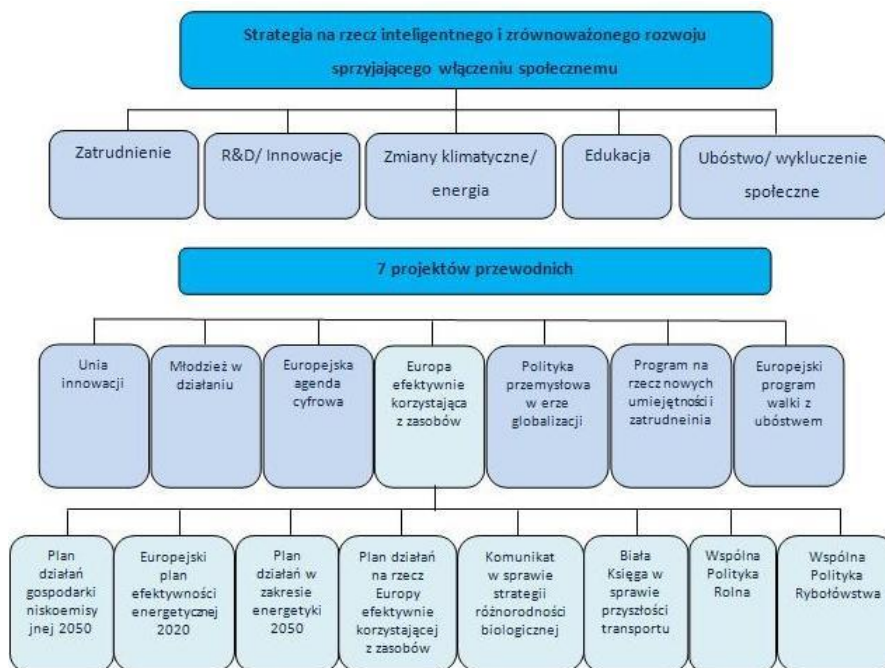 Strategia na rzecz inteligentnego i zrównoważonego rozwoju
sprzyjającego włączeniu społecznemu
Zatrudnienie
R&D/ Innowacje
Zmiany klimatyczne/
energia
Edukacja
Ubóstwo/ wykluczenie
społeczne
7 projektów przewodnich
Unia
innowacji
Młodzież w
działaniu
Europejska
agenda
cyfrowa
Europa
efektywnie
korzystająca
z zasobów
Polityka
przemysłowa
w erze
globalizacji
Program na
rzecz nowych
umiejętności i
zatrudneinia
Europejski
program
walki z
ubóstwem
Plan
działań
gospodarki
niskoemisy
jnej 2050
Europejski
plan
efektywności
energetycznej
2020
Plan
działań w
zakresie
energetyki
2050
Plan działań
na rzecz
Europy
efektywnie
korzystającej
z zasobów
Komunikat
w sprawie
strategii
różnorodności
biologicznej
Biała
Księga w
sprawie
przyszłości
transportu
Wspólna
Polityka
Rolna
Wspólna
Polityka
Rybołówstwa